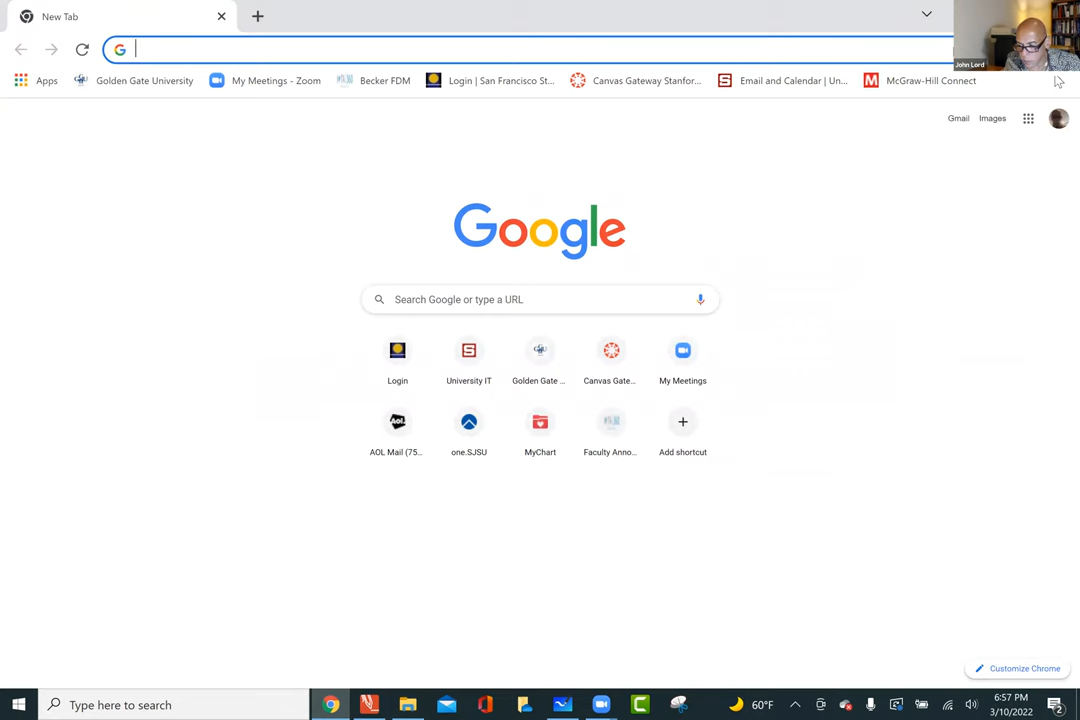 New Tab
John Lord
Apps Golden Gate University My Meetings - Zoom Becker FDM Login | San Francisco St... Canvas Gateway Stanfor... Email and Calendar | Un... McGraw-Hill Connect
Gmail Images
Google
Search Google or type a URL
Login University IT Golden Gate ... Canvas Gate... My Meetings
Aol.
AOL Mail (75... one.SJSU MyChart Faculty Anno... Add shortcut
Customize Chrome
Type here to search
60°F
6:57 PM
3/10/2022
2